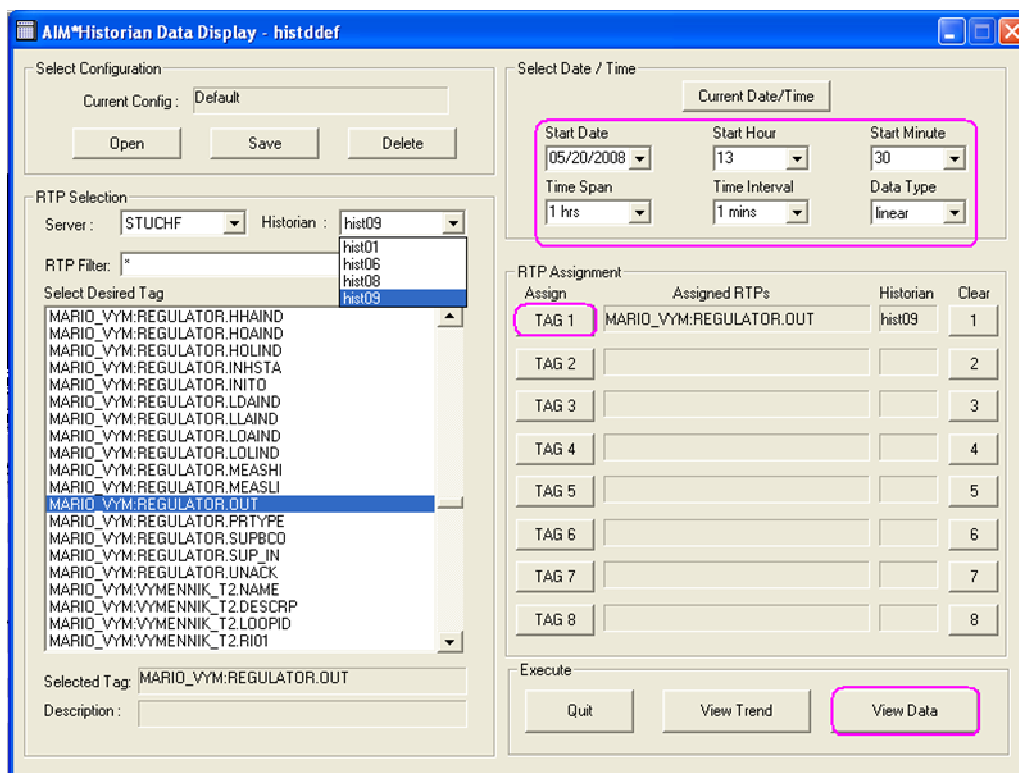 AIM*Historian Data Display - histddef
Select Configuration
Current Config : Default
Open Save Delete
RTP Selection
Server : STUCHF Historian : hist09
hist01
hist06
hist08
hist09
RTP Filter: *
Select Desired Tag
MARIO_VYM:REGULATOR.HHAIND
MARIO_VYM:REGULATOR.HOAIND
MARIO_VYM:REGULATOR.HOLIND
MARIO_VYM:REGULATOR.INHSTA
MARIO_VYM:REGULATOR.INITO
MARIO_VYM:REGULATOR.LDAIND
MARIO_VYM:REGULATOR.LLAIND
MARIO_VYM:REGULATOR.LOAIND
MARIO_VYM:REGULATOR.LOLIND
MARIO_VYM:REGULATOR.MEASHI
MARIO_VYM:REGULATOR.MEASLI
MARIO_VYM:REGULATOR.OUT
MARIO_VYM:REGULATOR.PRTYPE
MARIO_VYM:REGULATOR.SUPBCO
MARIO_VYM:REGULATOR.SUP_IN
MARIO_VYM:REGULATOR.UNACK
MARIO_VYM:VYMENNIK_T2.NAME
MARIO_VYM:VYMENNIK_T2.DESCRP
MARIO_VYM:VYMENNIK_T2.LOOPID
MARIO_VYM:VYMENNIK_T2.RI01
Selected Tag: MARIO_VYM:REGULATOR.OUT
Description :
Select Date / Time
Current Date/Time
Start Date Start Hour Start Minute
05/20/2008 13 30
Time Span Time Interval Data Type
1 hrs 1 mins linear
RTP Assignment
Assign Assigned RTPs Historian Clear
TAG 1 MARIO_VYM:REGULATOR.OUT hist09 1
TAG 2 2
TAG 3 3
TAG 4 4
TAG 5 5
TAG 6 6
TAG 7 7
TAG 8 8
Execute
Quit View Trend View Data